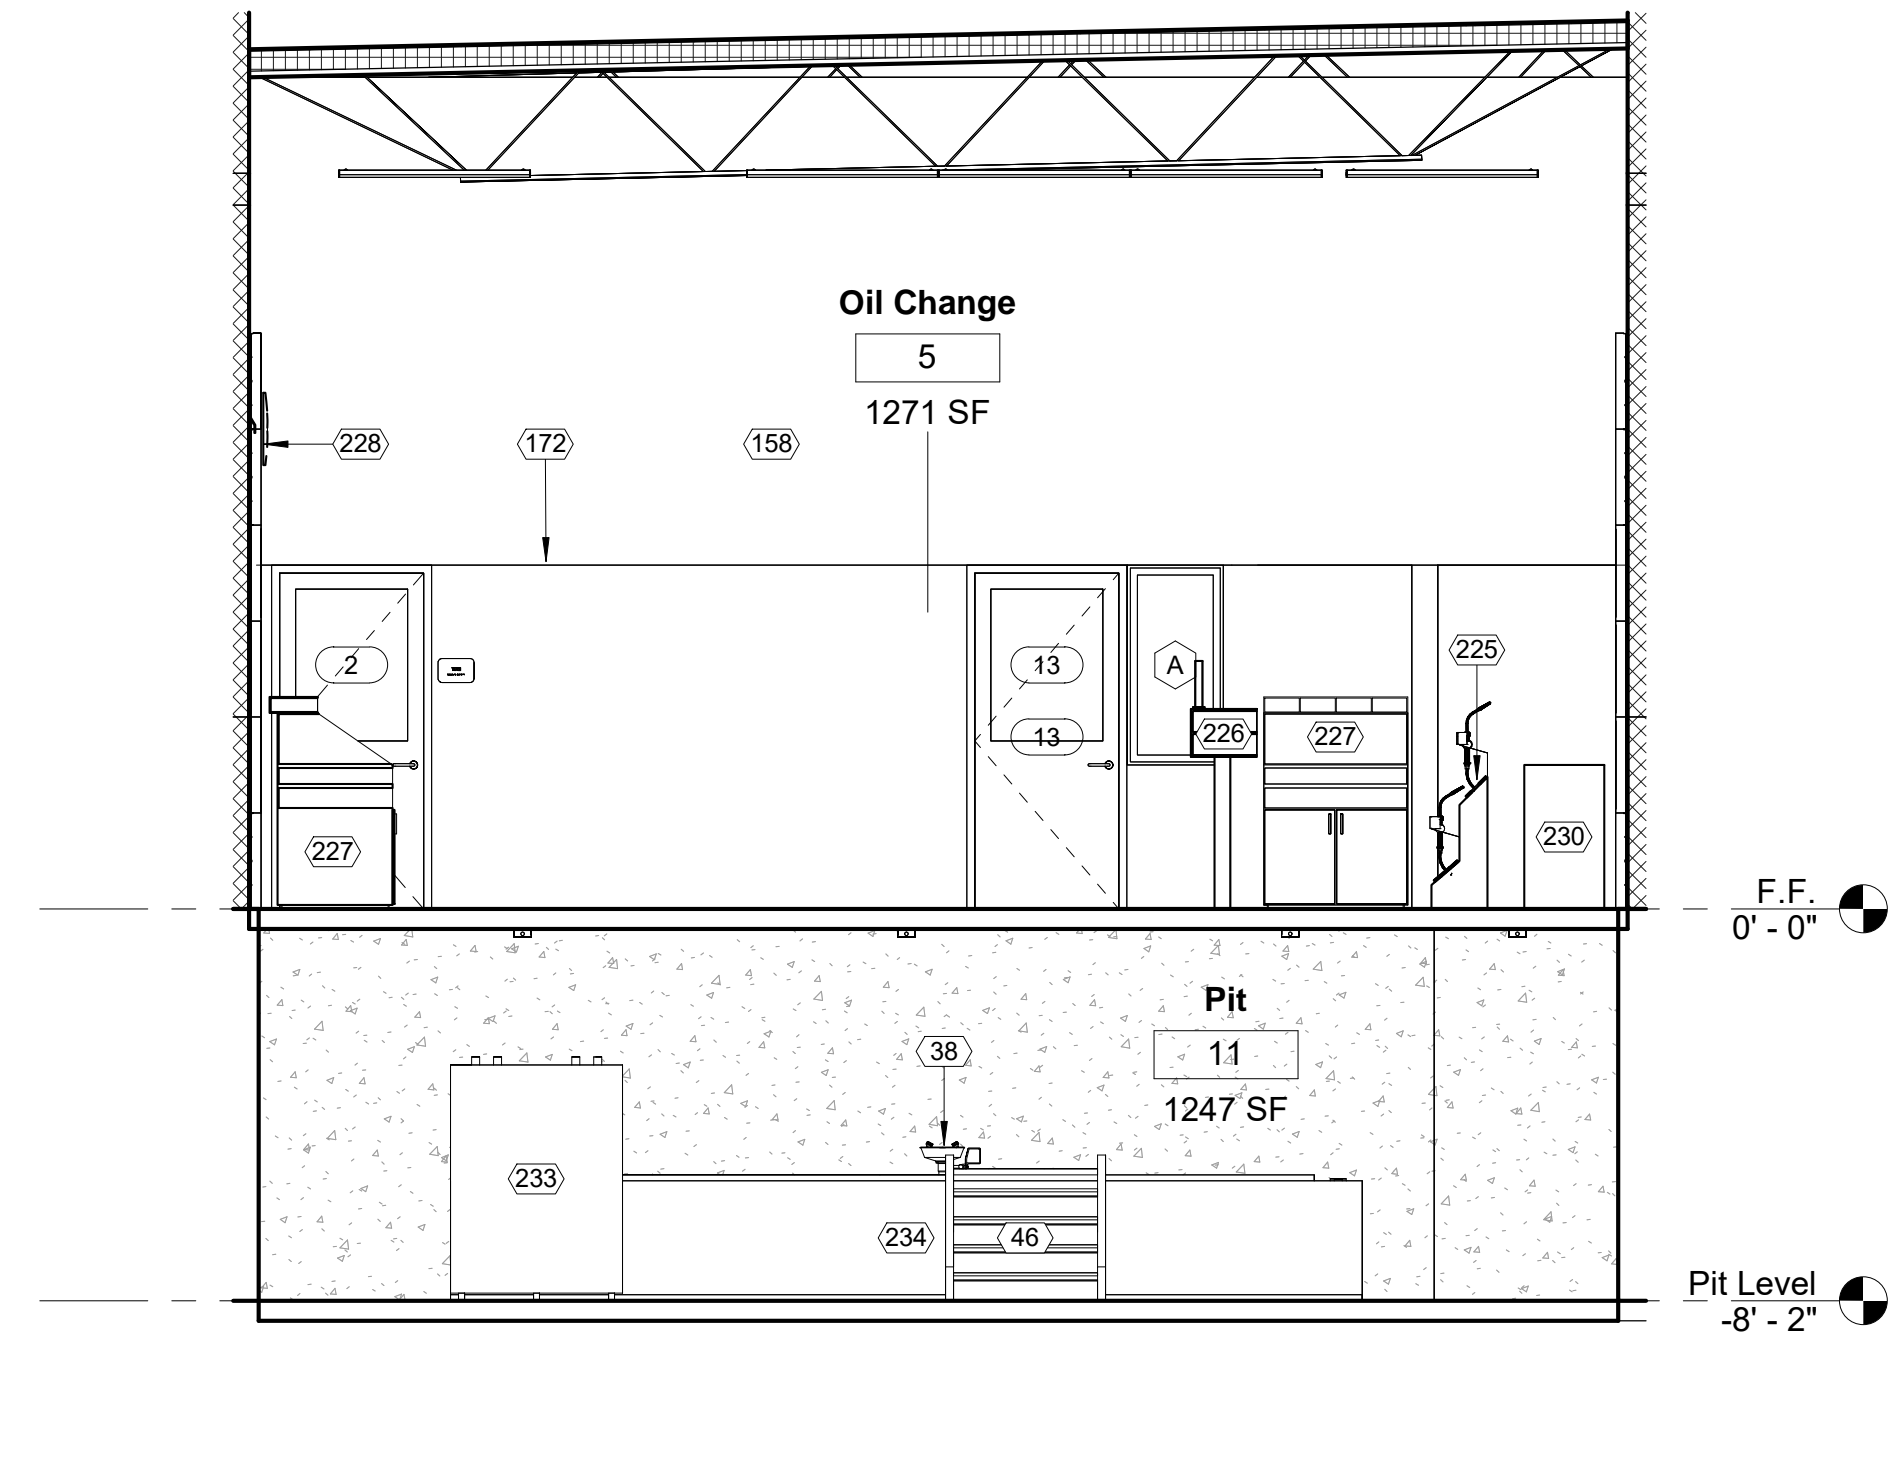 Oil Change
5
1271 SF
228
172
158
2
13
A
225
13
226
227
227
230
F.F.
0' - 0"
Pit
11
38
1247 SF
233
234
46
Pit Level
-8' - 2"